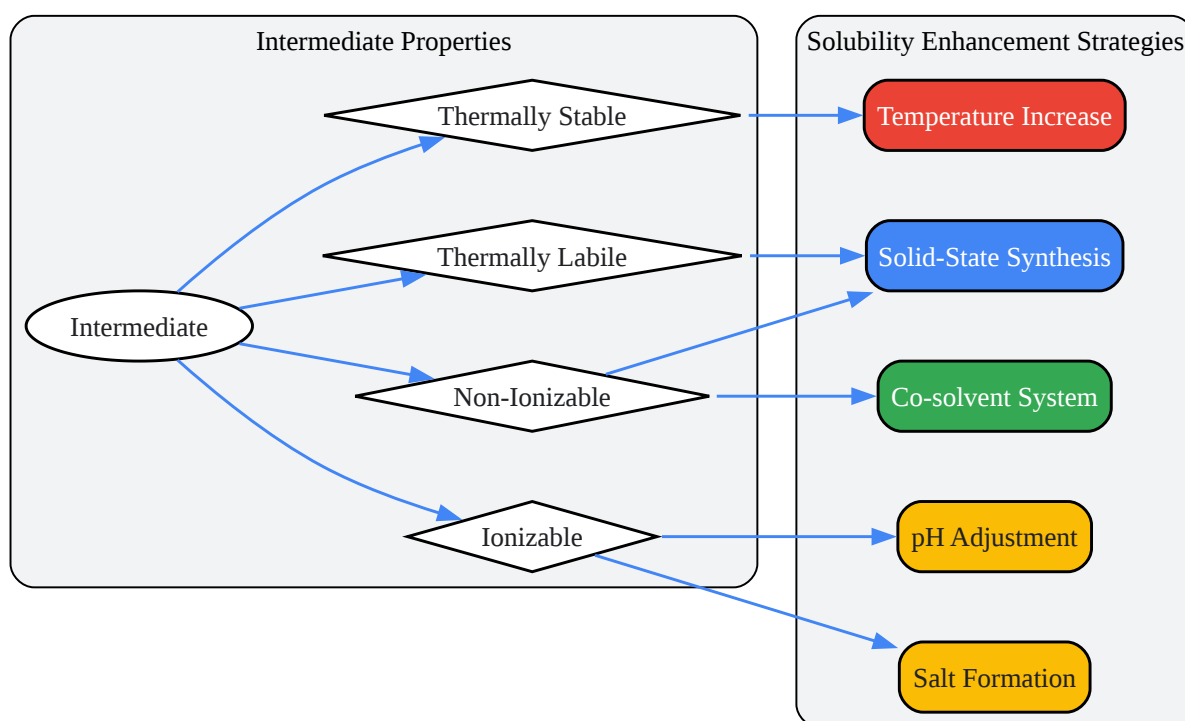 Intermediate Properties
Solubility Enhancement Strategies
Thermally Stable
Temperature Increase
Thermally Labile
Solid-State Synthesis
Intermediate
Non-Ionizable
Co-solvent System
Ionizable
pH Adjustment
Salt Formation